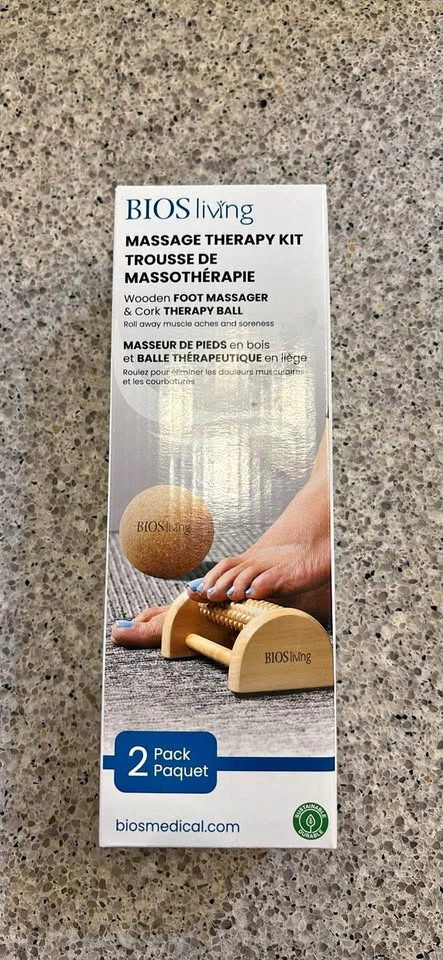 BIOS living
MASSAGE THERAPY KIT
TROUSSE DE
MASSOTHÉRAPIE
Wooden FOOT MASSAGER
& Cork THERAPY BALL
Roll away muscle aches and soreness
MASSEUR DE PIEDS en bois
et BALLE THÉRAPEUTIQUE en liège
Roulez pour éliminer les douleurs musculaires
et les courbatures
BIOS living
BIOS living
2 Pack
Paquet
biosmedical.com
SUSTAINABLE
DURABLE